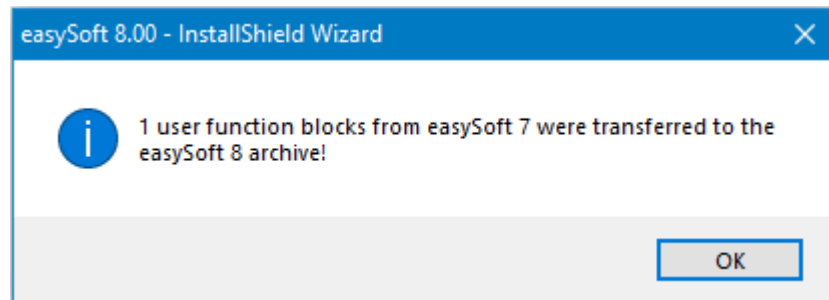 easySoft 8.00 - InstallShield Wizard
1 user function blocks from easySoft 7 were transferred to the
easySoft 8 archive!
OK